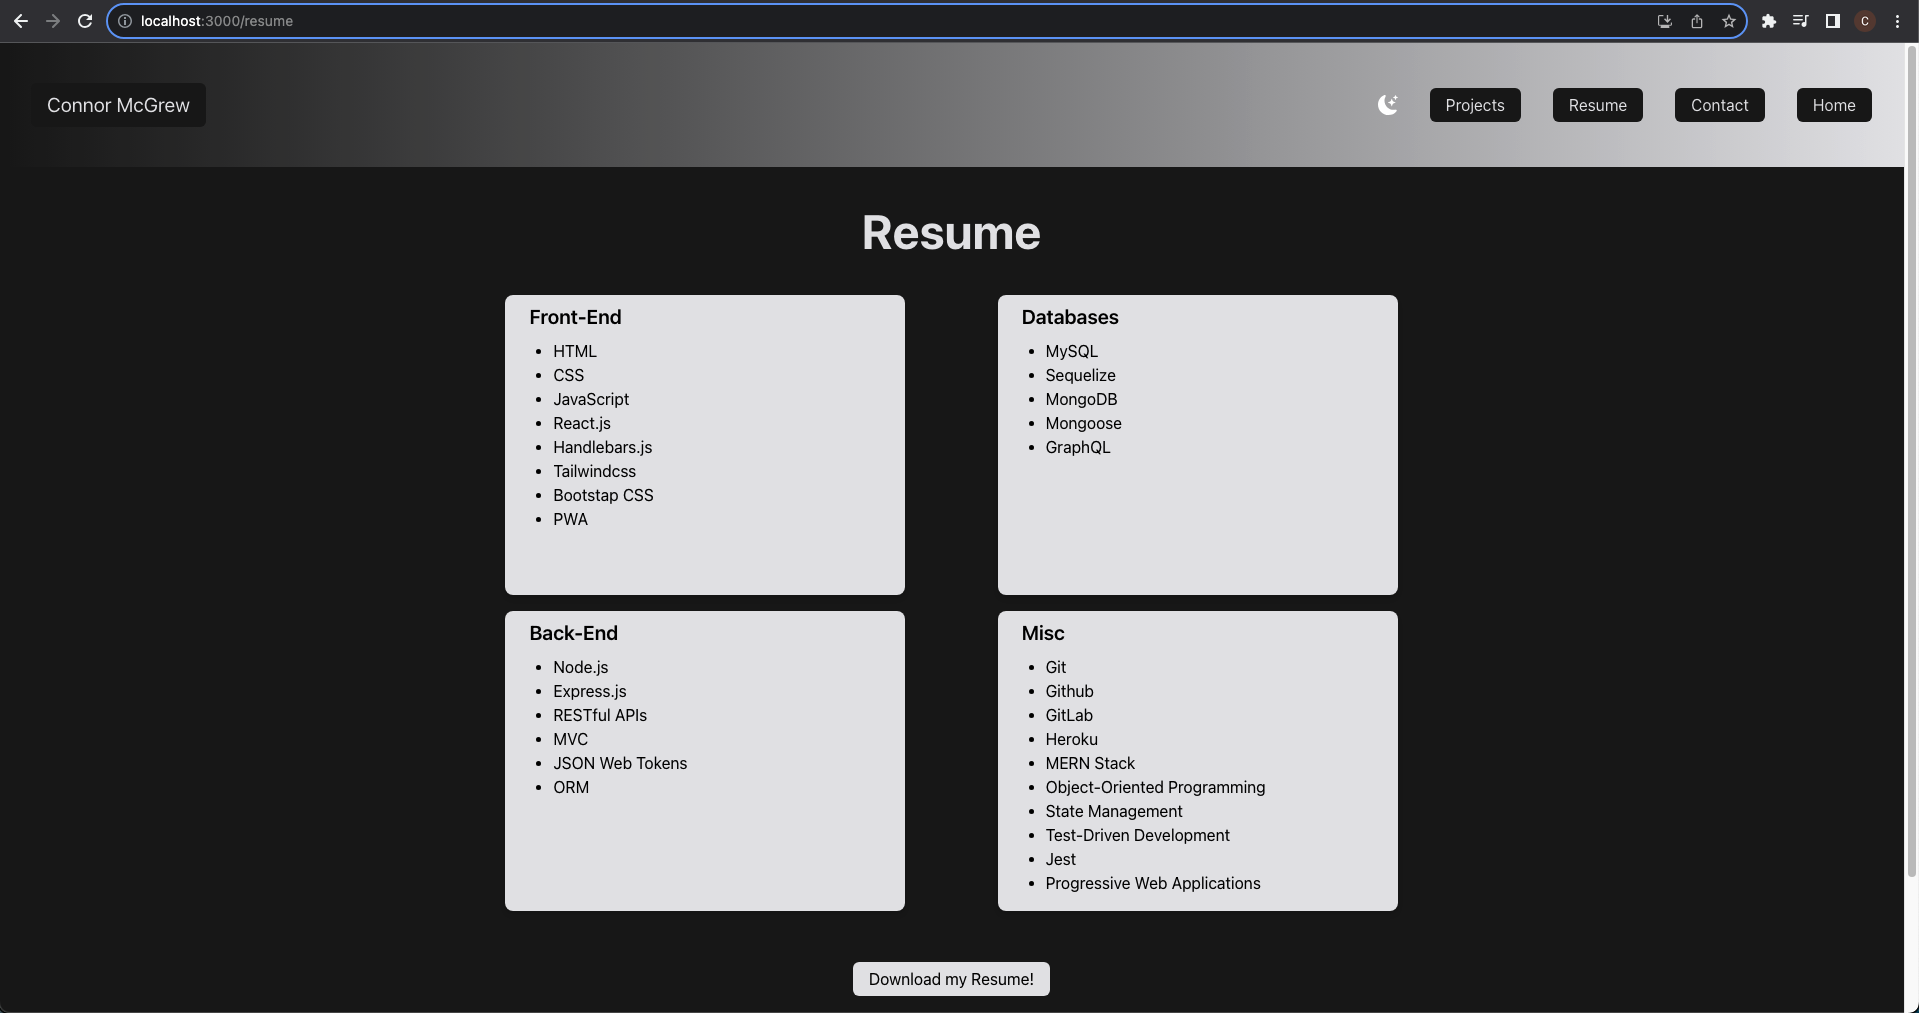 localhost:3000/resume
C
Connor McGrew
Projects
Resume
Contact
Home
Resume
Front-End
HTML
CSS
JavaScript
React.js
Handlebars.js
Tailwindcss
Bootstap CSS
PWA
Databases
MySQL
Sequelize
MongoDB
Mongoose
GraphQL
Back-End
Node.js
Express.js
RESTful APIs
MVC
JSON Web Tokens
ORM
Misc
Git
Github
GitLab
Heroku
MERN Stack
Object-Oriented Programming
State Management
Test-Driven Development
Jest
Progressive Web Applications
Download my Resume!